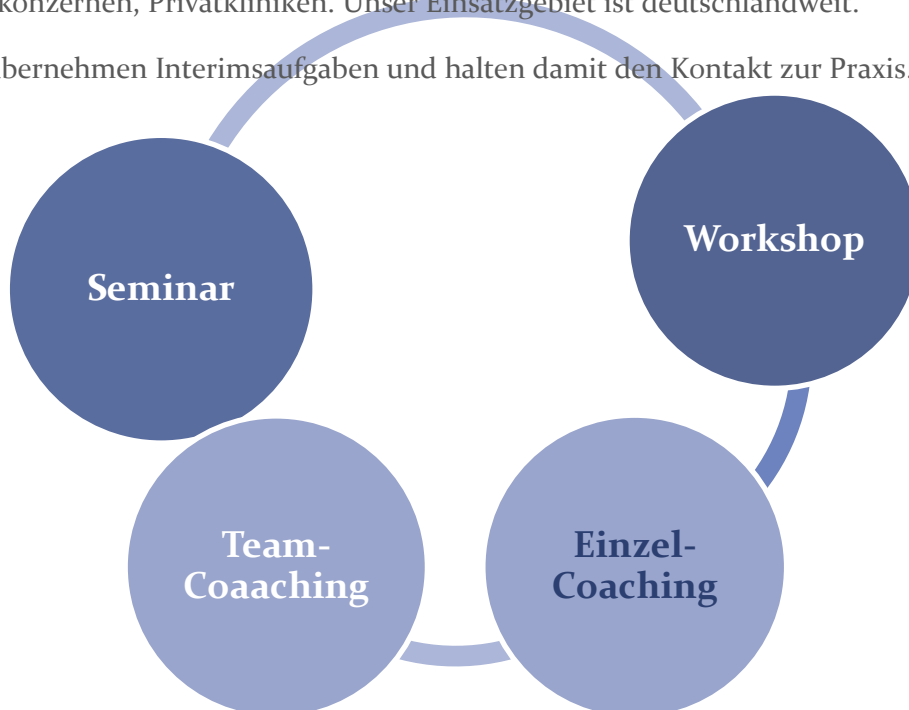 konzernen, Privatkliniken. Unser Einsatzgebiet ist deutschlandweit.
übernehmen Interimsaufgaben und halten damit den Kontakt zur Praxis.
Workshop
Seminar
Team-
Coaaching
Einzel-
Coaching